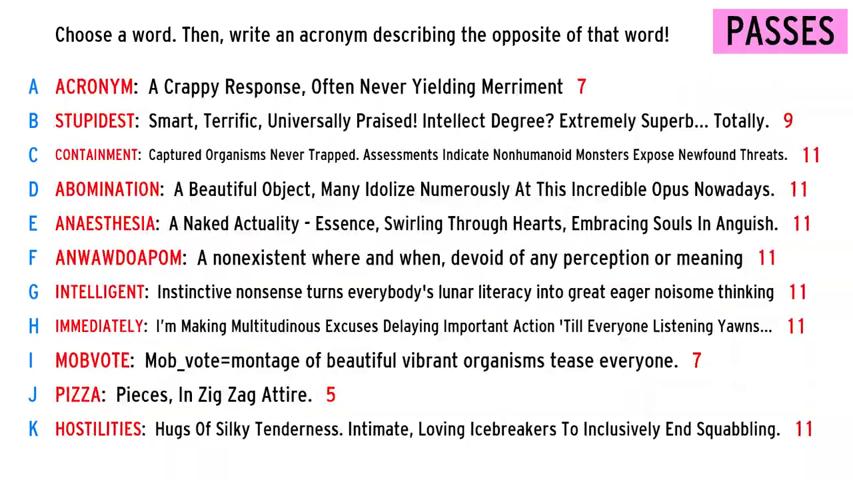 Choose a word. Then, write an acronym describing the opposite of that word! PASSES
A ACRONYM: A Crappy Response, Often Never Yielding Merriment 7
B STUPIDEST: Smart, Terrific, Universally Praised! Intellect Degree? Extremely Superb... Totally. 9
C CONTAINMENT: Captured Organisms Never Trapped. Assessments Indicate Nonhumanoid Monsters Expose Newfound Threats. 11
D ABOMINATION: A Beautiful Object, Many Idolize Numerously At This Incredible Opus Nowadays. 11
E ANAESTHESIA: A Naked Actuality - Essence, Swirling Through Hearts, Embracing Souls In Anguish. 11
F ANWAWDOAPOM: A nonexistent where and when, devoid of any perception or meaning 11
G INTELLIGENT: Instinctive nonsense turns everybody's lunar literacy into great eager noisome thinking 11
H IMMEDIATELY: I'm Making Multitudinous Excuses Delaying Important Action 'Till Everyone Listening Yawns... 11
I MOBVOTE: Mob_vote=montage of beautiful vibrant organisms tease everyone. 7
J PIZZA: Pieces, In Zig Zag Attire. 5
K HOSTILITIES: Hugs Of Silky Tenderness. Intimate, Loving Icebreakers To Inclusively End Squabbling. 11